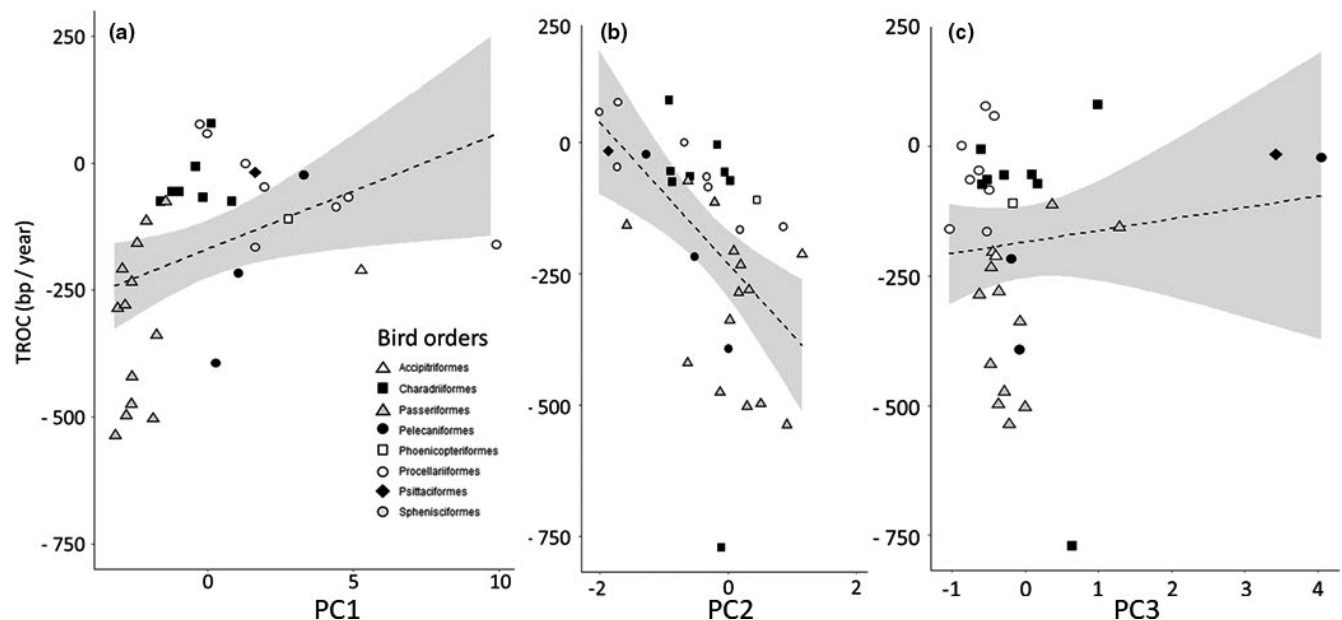 (a)
TROC (bp / year)
250
0
-250
- 500
- 750
0
5
10
PC1
Bird orders
Accipitriformes
Charadriiformes
Passeriformes
Pelecaniformes
Phoenicopteriformes
Procellariiformes
Psittaciformes
Sphenisciformes
(b)
250
0
-250
- 500
- 750
-2
0
2
PC2
(c)
250
0
-250
- 500
- 750
-1
0
1
2
3
4
PC3